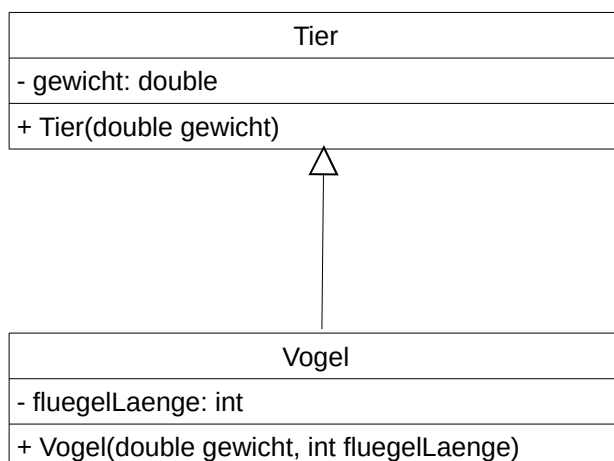 Tier
- gewicht: double
+ Tier(double gewicht)
Vogel
- fluegelLaenge: int
+ Vogel(double gewicht, int fluegelLaenge)